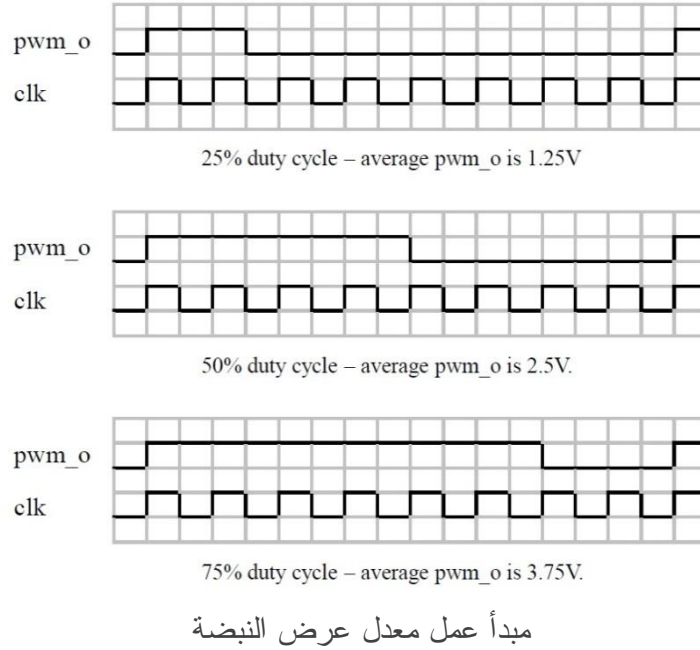 pwm_o
clk
25% duty cycle – average pwm_o is 1.25V
pwm_o
clk
50% duty cycle – average pwm_o is 2.5V.
pwm_o
clk
75% duty cycle – average pwm_o is 3.75V.
مبدأ عمل معدل عرض النبضة